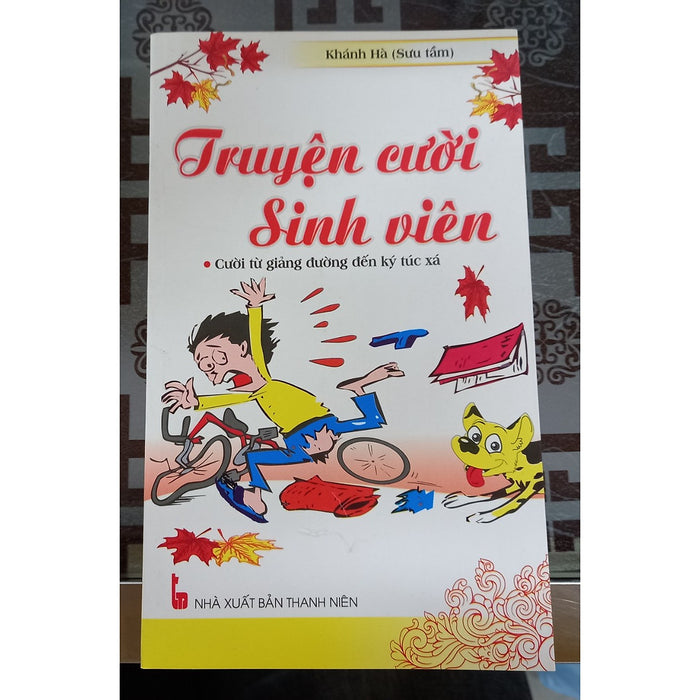 Khánh Hà (Sưu tầm)
Truyện cười
Sinh viên
• Cười từ giảng đường đến ký túc xá
NHÀ XUẤT BẢN THANH NIÊN